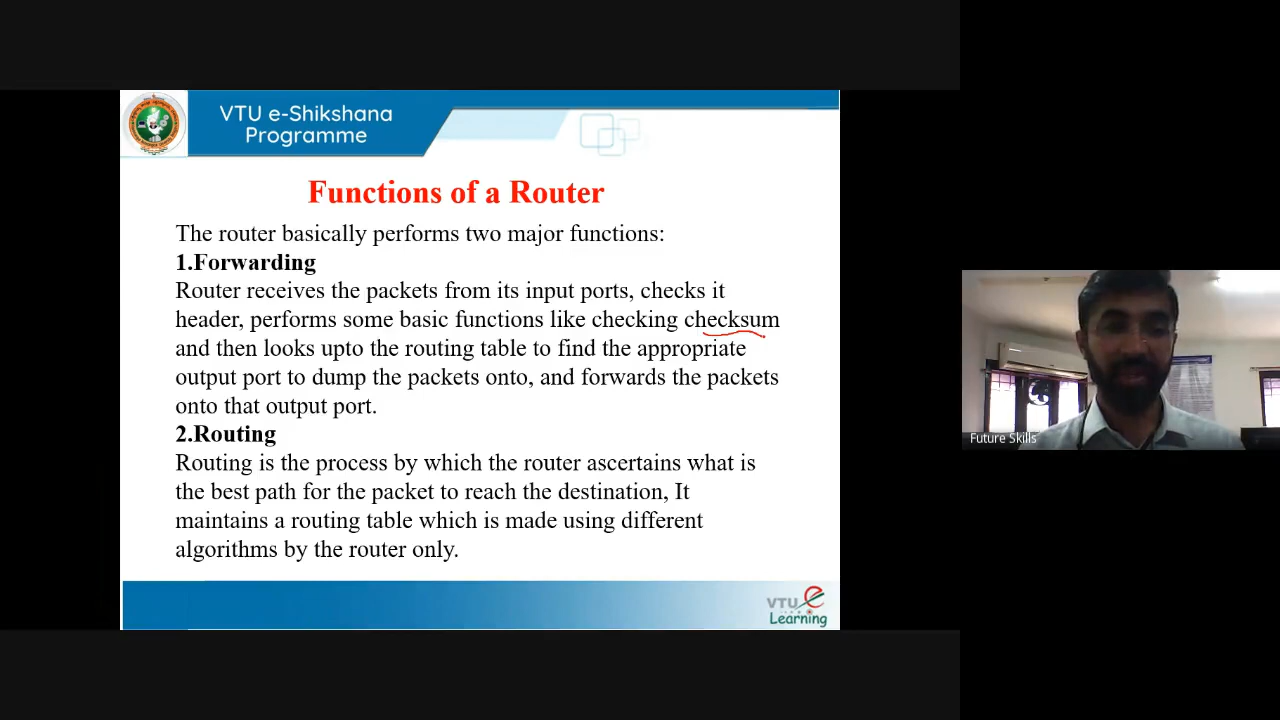 VTU e-Shikshana
Programme
Functions of a Router
The router basically performs two major functions:
1.Forwarding
Router receives the packets from its input ports, checks it
header, performs some basic functions like checking checksum
and then looks upto the routing table to find the appropriate
output port to dump the packets onto, and forwards the packets
onto that output port.
2.Routing
Routing is the process by which the router ascertains what is
the best path for the packet to reach the destination, It
maintains a routing table which is made using different
algorithms by the router only.
VTU e
Learning
Future Skills